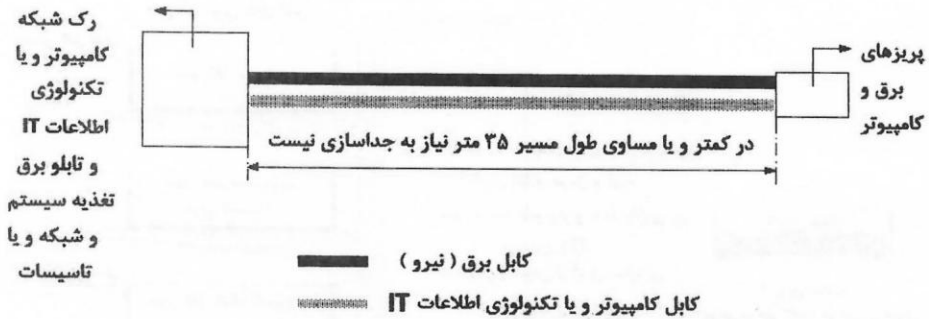 پریزهای
برق و
کامپیوتر
رک شبکه
کامپیوتر و یا
تکنولوژی
اطلاعات IT
و تابلو برق
تغذیه سیستم
و شبکه و یا
تاسیسات
در کمتر و یا مساوی طول مسیر ۳۵ متر نیاز به جداسازی نیست
کابل برق ( نیرو )
کابل کامپیوتر و یا تکنولوژی اطلاعات IT